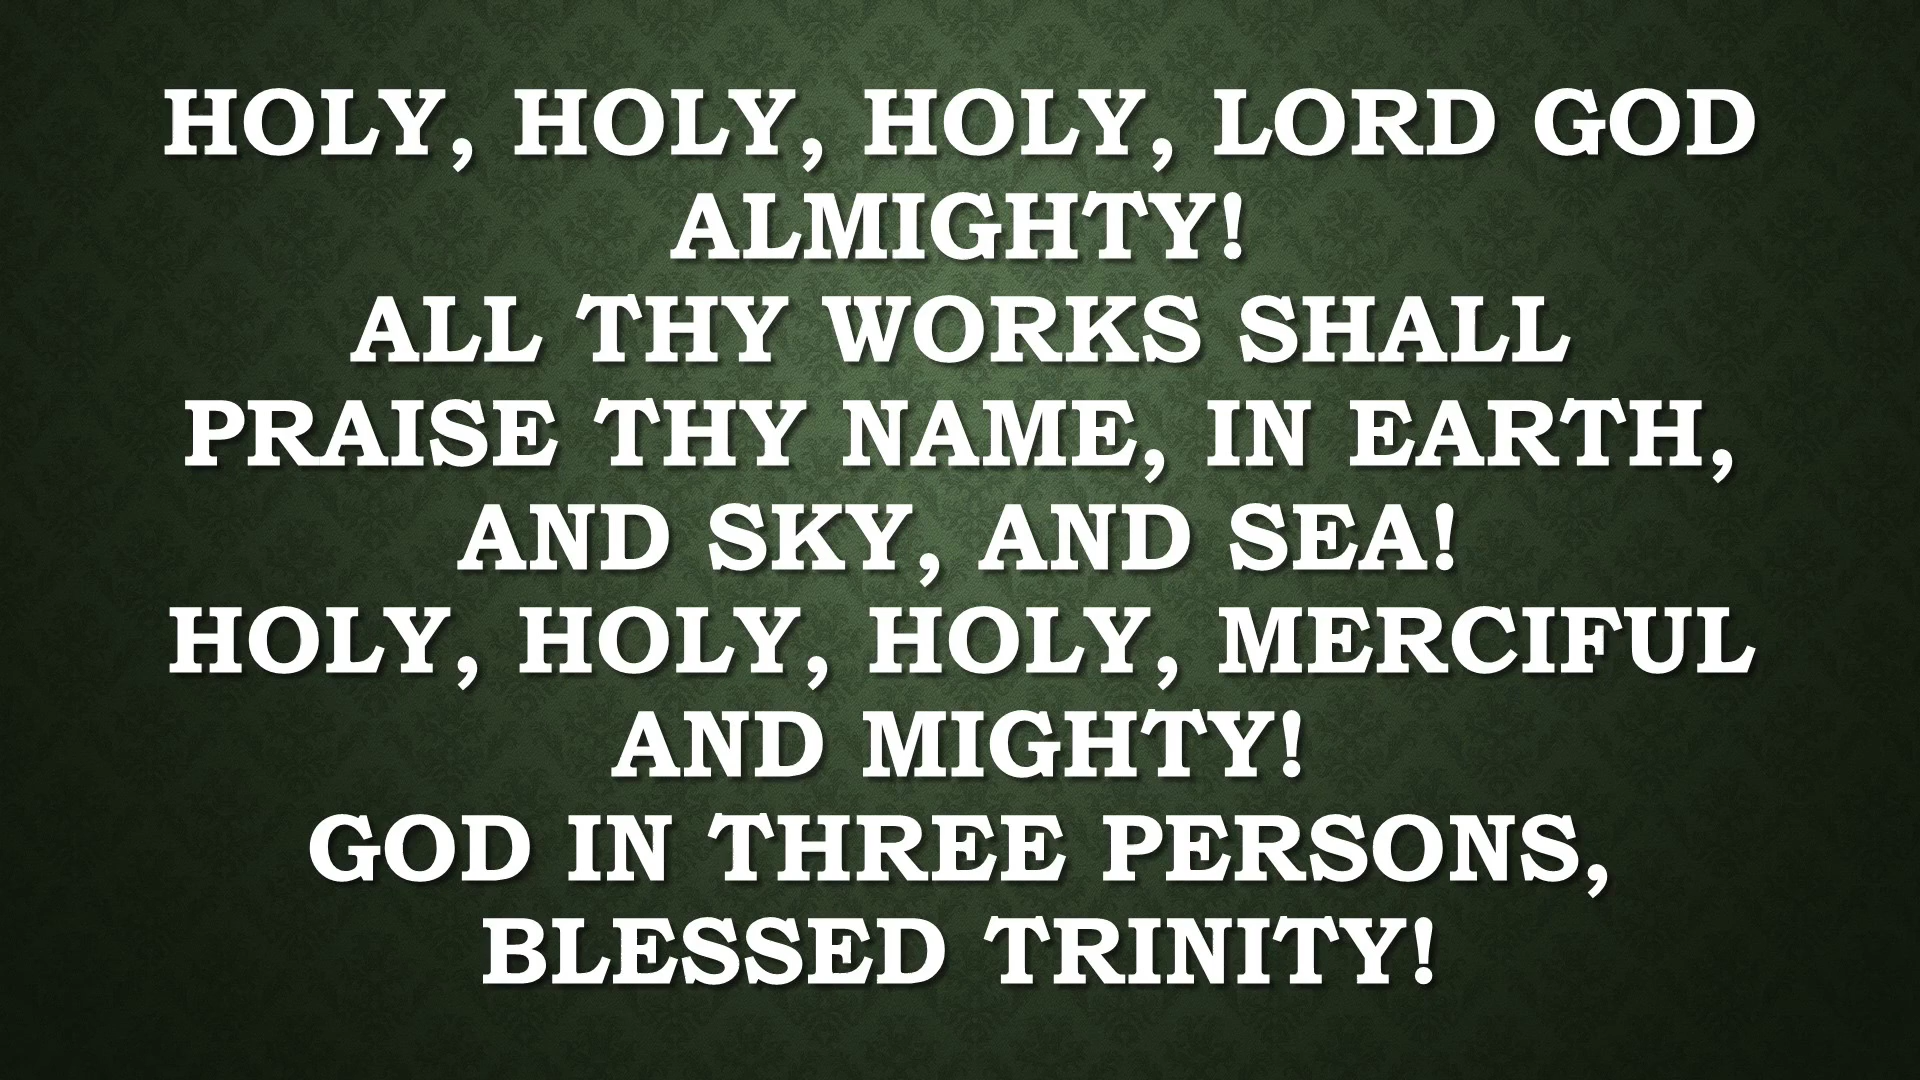 HOLY, HOLY, HOLY, LORD GOD
ALMIGHTY!
ALL THY WORKS SHALL
PRAISE THY NAME, IN EARTH,
AND SKY, AND SEA!
HOLY, HOLY, HOLY, MERCIFUL
AND MIGHTY!
GOD IN THREE PERSONS,
BLESSED TRINITY!